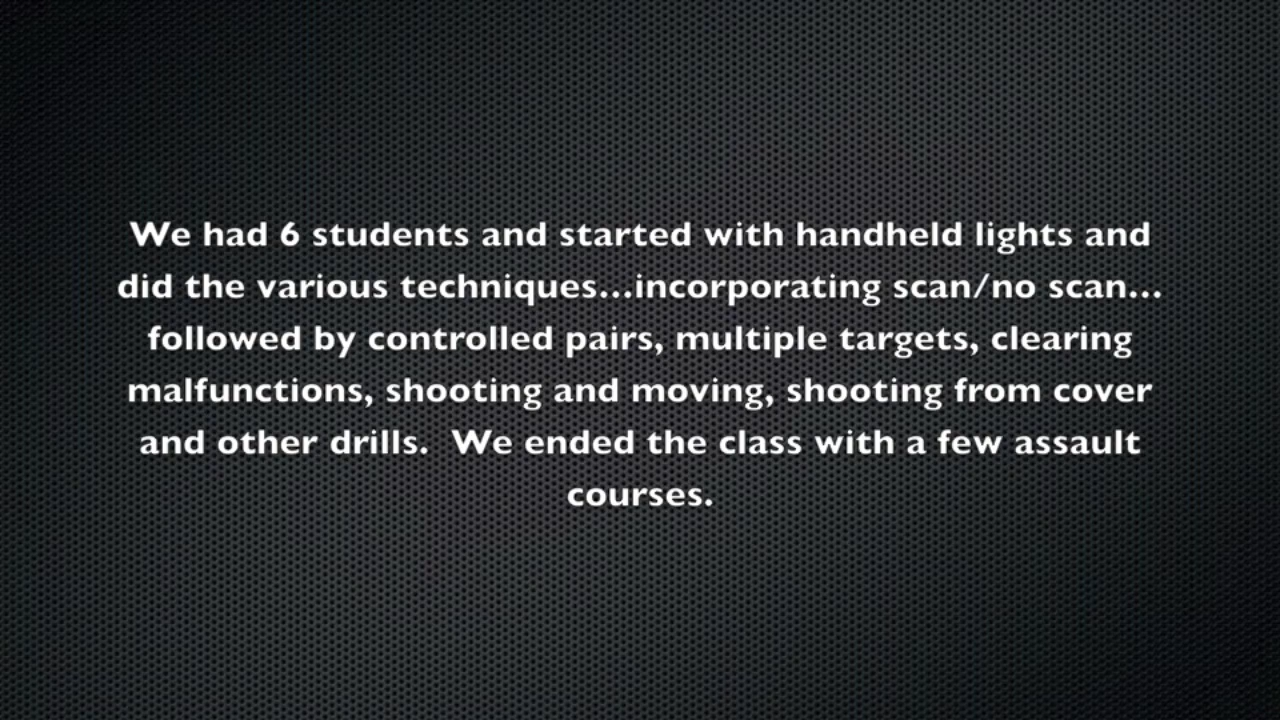 We had 6 students and started with handheld lights and
did the various techniques...incorporating scan/no scan...
followed by controlled pairs, multiple targets, clearing
malfunctions, shooting and moving, shooting from cover
and other drills.  We ended the class with a few assault
courses.